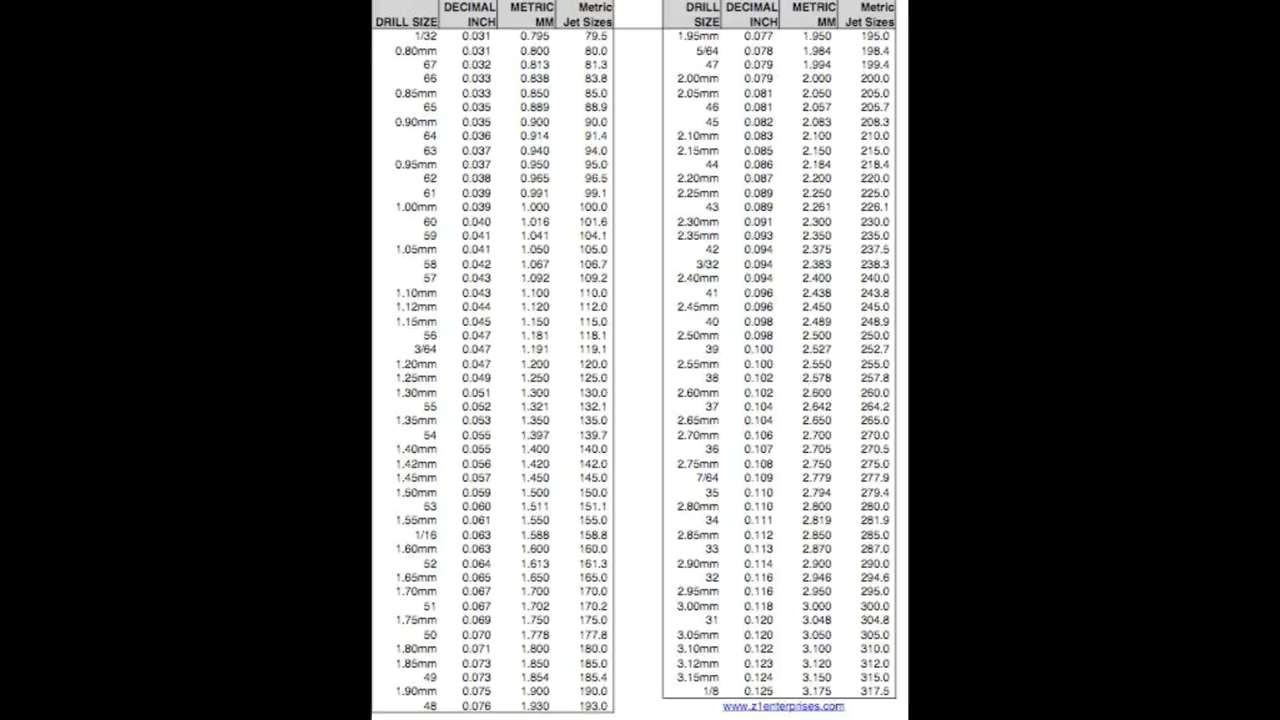 DRILL SIZE DECIMAL INCH METRIC MM Metric Jet Sizes
1/32 0.031 0.795 79.5
0.80mm 0.031 0.800 80.0
67 0.032 0.813 81.3
66 0.033 0.838 83.8
0.85mm 0.033 0.850 85.0
65 0.035 0.889 88.9
0.90mm 0.035 0.900 90.0
64 0.036 0.914 91.4
63 0.037 0.940 94.0
0.95mm 0.037 0.950 95.0
62 0.038 0.965 96.5
61 0.039 0.991 99.1
1.00mm 0.039 1.000 100.0
60 0.040 1.016 101.6
59 0.041 1.041 104.1
1.05mm 0.041 1.050 105.0
58 0.042 1.067 106.7
57 0.043 1.092 109.2
1.10mm 0.043 1.100 110.0
1.12mm 0.044 1.120 112.0
1.15mm 0.045 1.150 115.0
56 0.047 1.181 118.1
3/64 0.047 1.191 119.1
1.20mm 0.047 1.200 120.0
1.25mm 0.049 1.250 125.0
1.30mm 0.051 1.300 130.0
55 0.052 1.321 132.1
1.35mm 0.053 1.350 135.0
54 0.055 1.397 139.7
1.40mm 0.055 1.400 140.0
1.42mm 0.056 1.420 142.0
1.45mm 0.057 1.450 145.0
1.50mm 0.059 1.500 150.0
53 0.060 1.511 151.1
1.55mm 0.061 1.550 155.0
1/16 0.063 1.588 158.8
1.60mm 0.063 1.600 160.0
52 0.064 1.613 161.3
1.65mm 0.065 1.650 165.0
1.70mm 0.067 1.700 170.0
51 0.067 1.702 170.2
1.75mm 0.069 1.750 175.0
50 0.070 1.778 177.8
1.80mm 0.071 1.800 180.0
1.85mm 0.073 1.850 185.0
49 0.073 1.854 185.4
1.90mm 0.075 1.900 190.0
48 0.076 1.930 193.0
DRILL SIZE DECIMAL INCH METRIC MM Metric Jet Sizes
1.95mm 0.077 1.950 195.0
5/64 0.078 1.984 198.4
47 0.079 1.994 199.4
2.00mm 0.079 2.000 200.0
2.05mm 0.081 2.050 205.0
46 0.081 2.057 205.7
45 0.082 2.083 208.3
2.10mm 0.083 2.100 210.0
2.15mm 0.085 2.150 215.0
44 0.086 2.184 218.4
2.20mm 0.087 2.200 220.0
2.25mm 0.089 2.250 225.0
43 0.089 2.261 226.1
2.30mm 0.091 2.300 230.0
2.35mm 0.093 2.350 235.0
42 0.094 2.375 237.5
3/32 0.094 2.383 238.3
2.40mm 0.094 2.400 240.0
41 0.096 2.438 243.8
2.45mm 0.096 2.450 245.0
40 0.098 2.489 248.9
2.50mm 0.098 2.500 250.0
39 0.100 2.527 252.7
2.55mm 0.100 2.550 255.0
38 0.102 2.578 257.8
2.60mm 0.102 2.600 260.0
37 0.104 2.642 264.2
2.65mm 0.104 2.650 265.0
2.70mm 0.106 2.700 270.0
36 0.107 2.705 270.5
2.75mm 0.108 2.750 275.0
7/64 0.109 2.779 277.9
35 0.110 2.794 279.4
2.80mm 0.110 2.800 280.0
34 0.111 2.819 281.9
2.85mm 0.112 2.850 285.0
33 0.113 2.870 287.0
2.90mm 0.114 2.900 290.0
32 0.116 2.946 294.6
2.95mm 0.116 2.950 295.0
3.00mm 0.118 3.000 300.0
31 0.120 3.048 304.8
3.05mm 0.120 3.050 305.0
3.10mm 0.122 3.100 310.0
3.12mm 0.123 3.120 312.0
3.15mm 0.124 3.150 315.0
1/8 0.125 3.175 317.5
www.z1enterprises.com